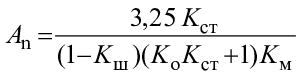 Aп = 3,25 Kст / (1–Kш)(KоKст+1)Kм